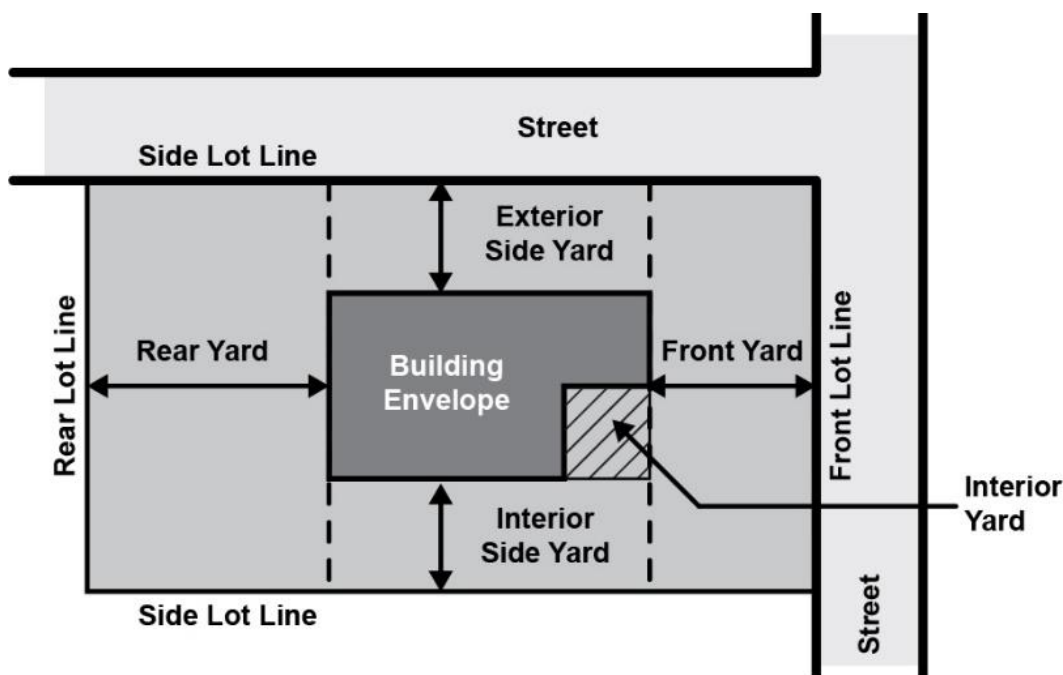 Street
Side Lot Line
Exterior
Side Yard
Rear Lot Line
Rear Yard
Building
Envelope
Front Yard
Front Lot Line
Interior
Yard
Interior
Side Yard
Side Lot Line
Street